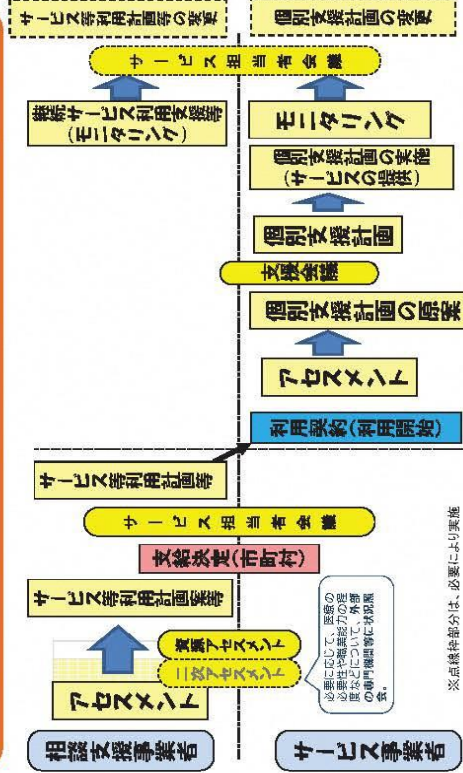 相談支援事業者
アセスメント
実績アセスメント
二次アセスメント
必要に応じて、医療の
必要性や職業能力の程
度などについて、外部
の専門機関等に状況照
会。
サービス等利用計画案等
支給決定(市町村)
サービス担当者会議
サービス等利用計画等
継続サービス利用支援等
(モニタリング)
サービス担当者会議
サービス等利用計画等の変更
サービス事業者
利用契約(利用開始)
アセスメント
個別支援計画の原案
支援会議
個別支援計画
個別支援計画の実施
(サービスの提供)
モニタリング
個別支援計画の変更
※点線枠部分は、必要により実施